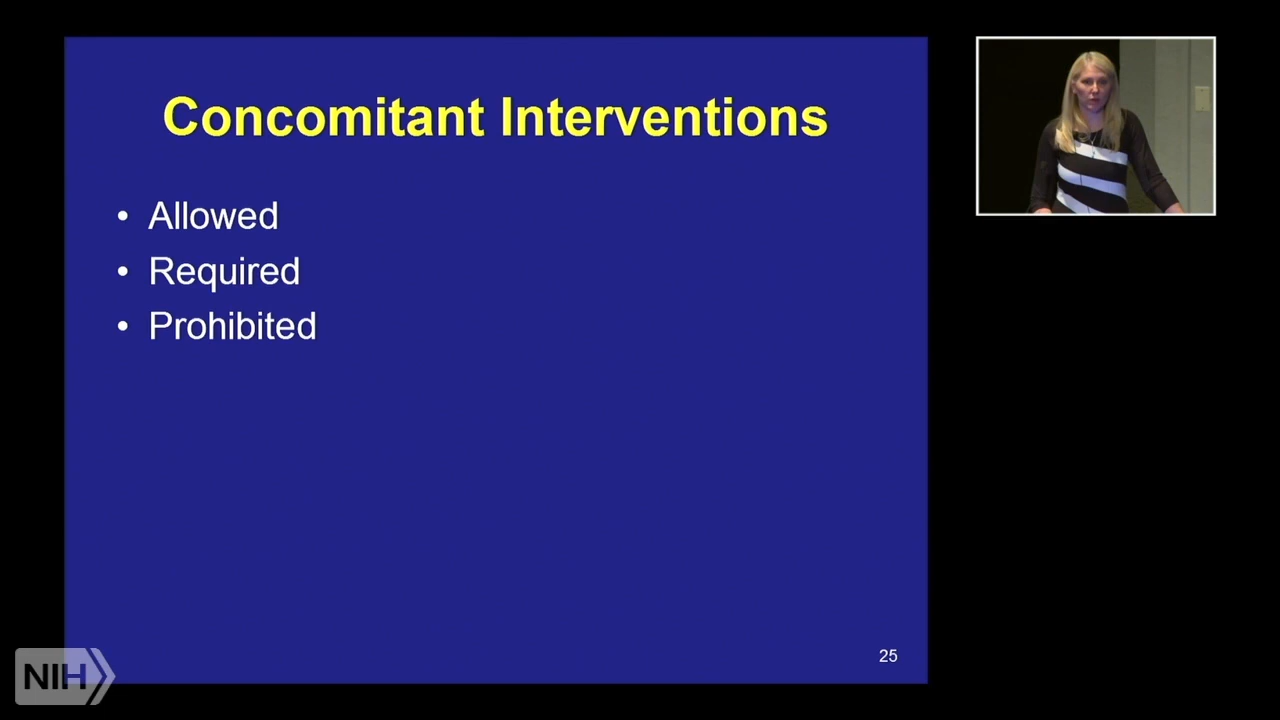 Concomitant Interventions
• Allowed
• Required
• Prohibited
25
NIH